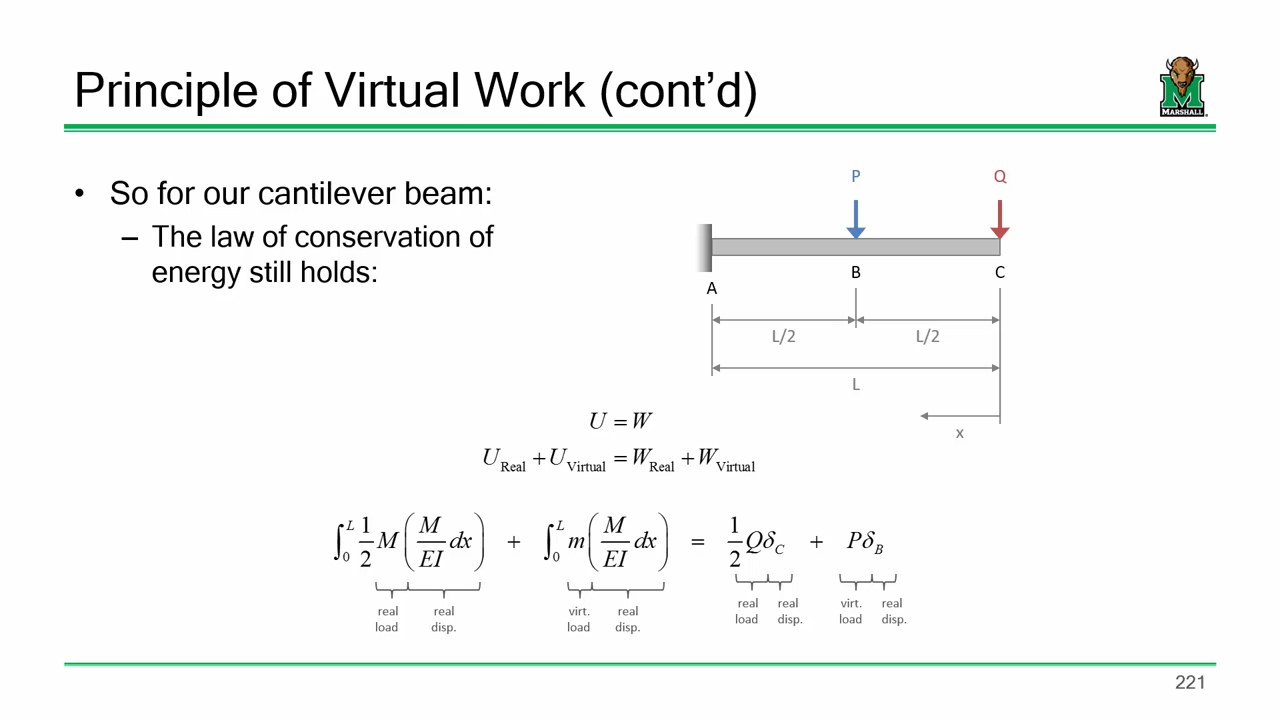 Principle of Virtual Work (cont’d)
MARSHALL
• So for our cantilever beam:
– The law of conservation of
energy still holds:
P
Q
A
B
C
L/2
L/2
L
x
U = W
U_Real + U_Virtual = W_Real + W_Virtual
∫_0^L 1/2 M (M/EI dx) + ∫_0^L m (M/EI dx) = 1/2 Qδ_C + Pδ_B
real load
real disp.
virt. load
real disp.
real load
real disp.
virt. load
real disp.
221